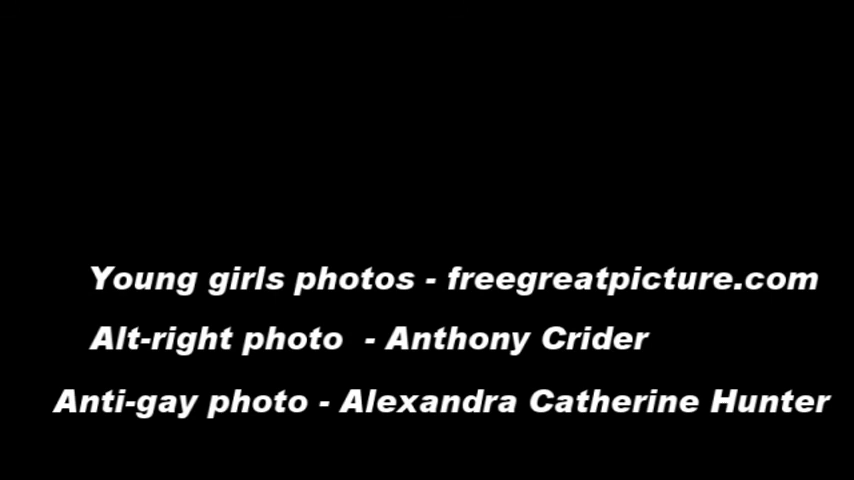 Young girls photos - freegreatpicture.com
Alt-right photo - Anthony Crider
Anti-gay photo - Alexandra Catherine Hunter